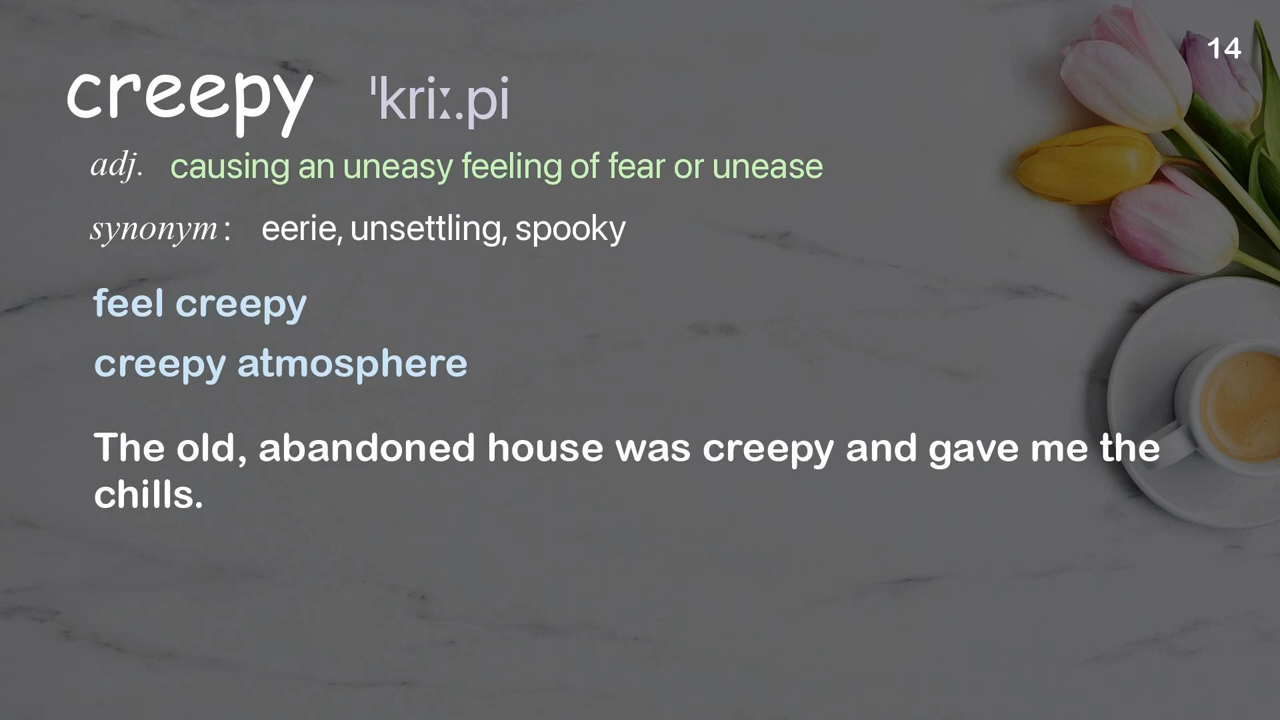 14
creepy ˈkriː.pi
adj. causing an uneasy feeling of fear or unease
synonym: eerie, unsettling, spooky
feel creepy
creepy atmosphere
The old, abandoned house was creepy and gave me the
chills.